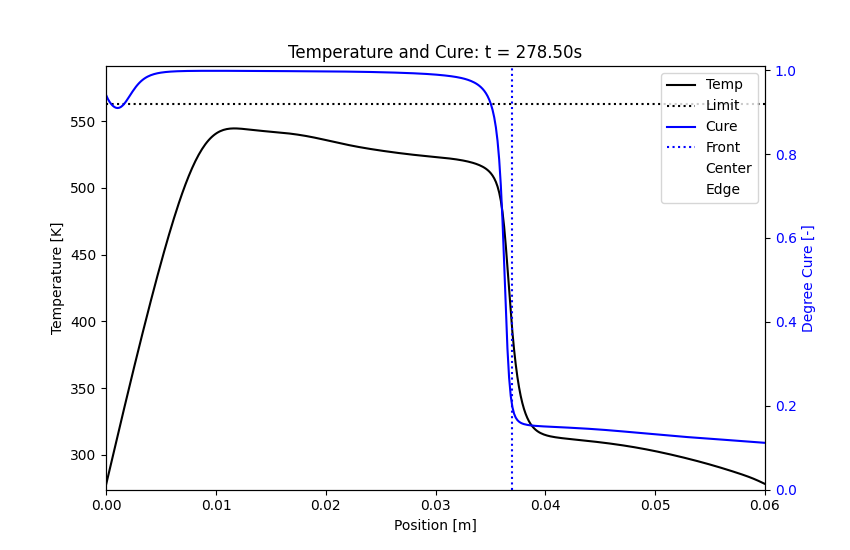 Temperature and Cure: t = 278.50s
Temp
Limit
Cure
Front
Center
Edge
Temperature [K]
550
500
450
400
350
300
Degree Cure [-]
1.0
0.8
0.6
0.4
0.2
0.0
0.00 0.01 0.02 0.03 0.04 0.05 0.06
Position [m]